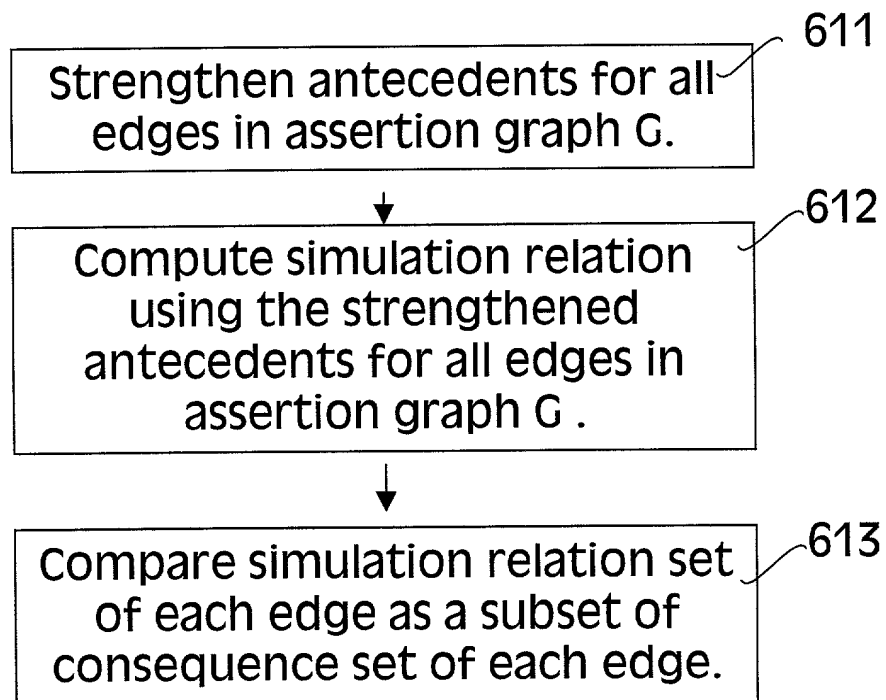 611
Strengthen antecedents for all
edges in assertion graph G.
612
Compute simulation relation
using the strengthened
antecedents for all edges in
assertion graph G .
613
Compare simulation relation set
of each edge as a subset of
consequence set of each edge.